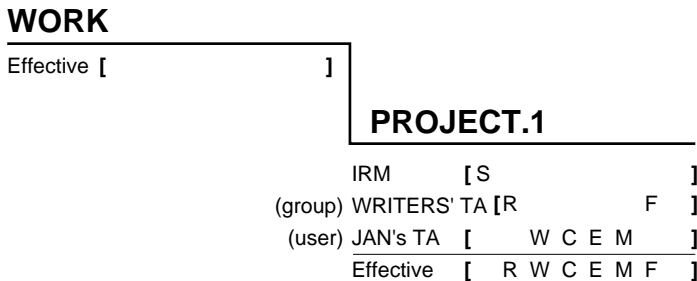 WORK
Effective [ ]
PROJECT.1
IRM [ S ]
(group) WRITERS' TA [ R F ]
(user) JAN's TA [ W C E M ]
Effective [ R W C E M F ]